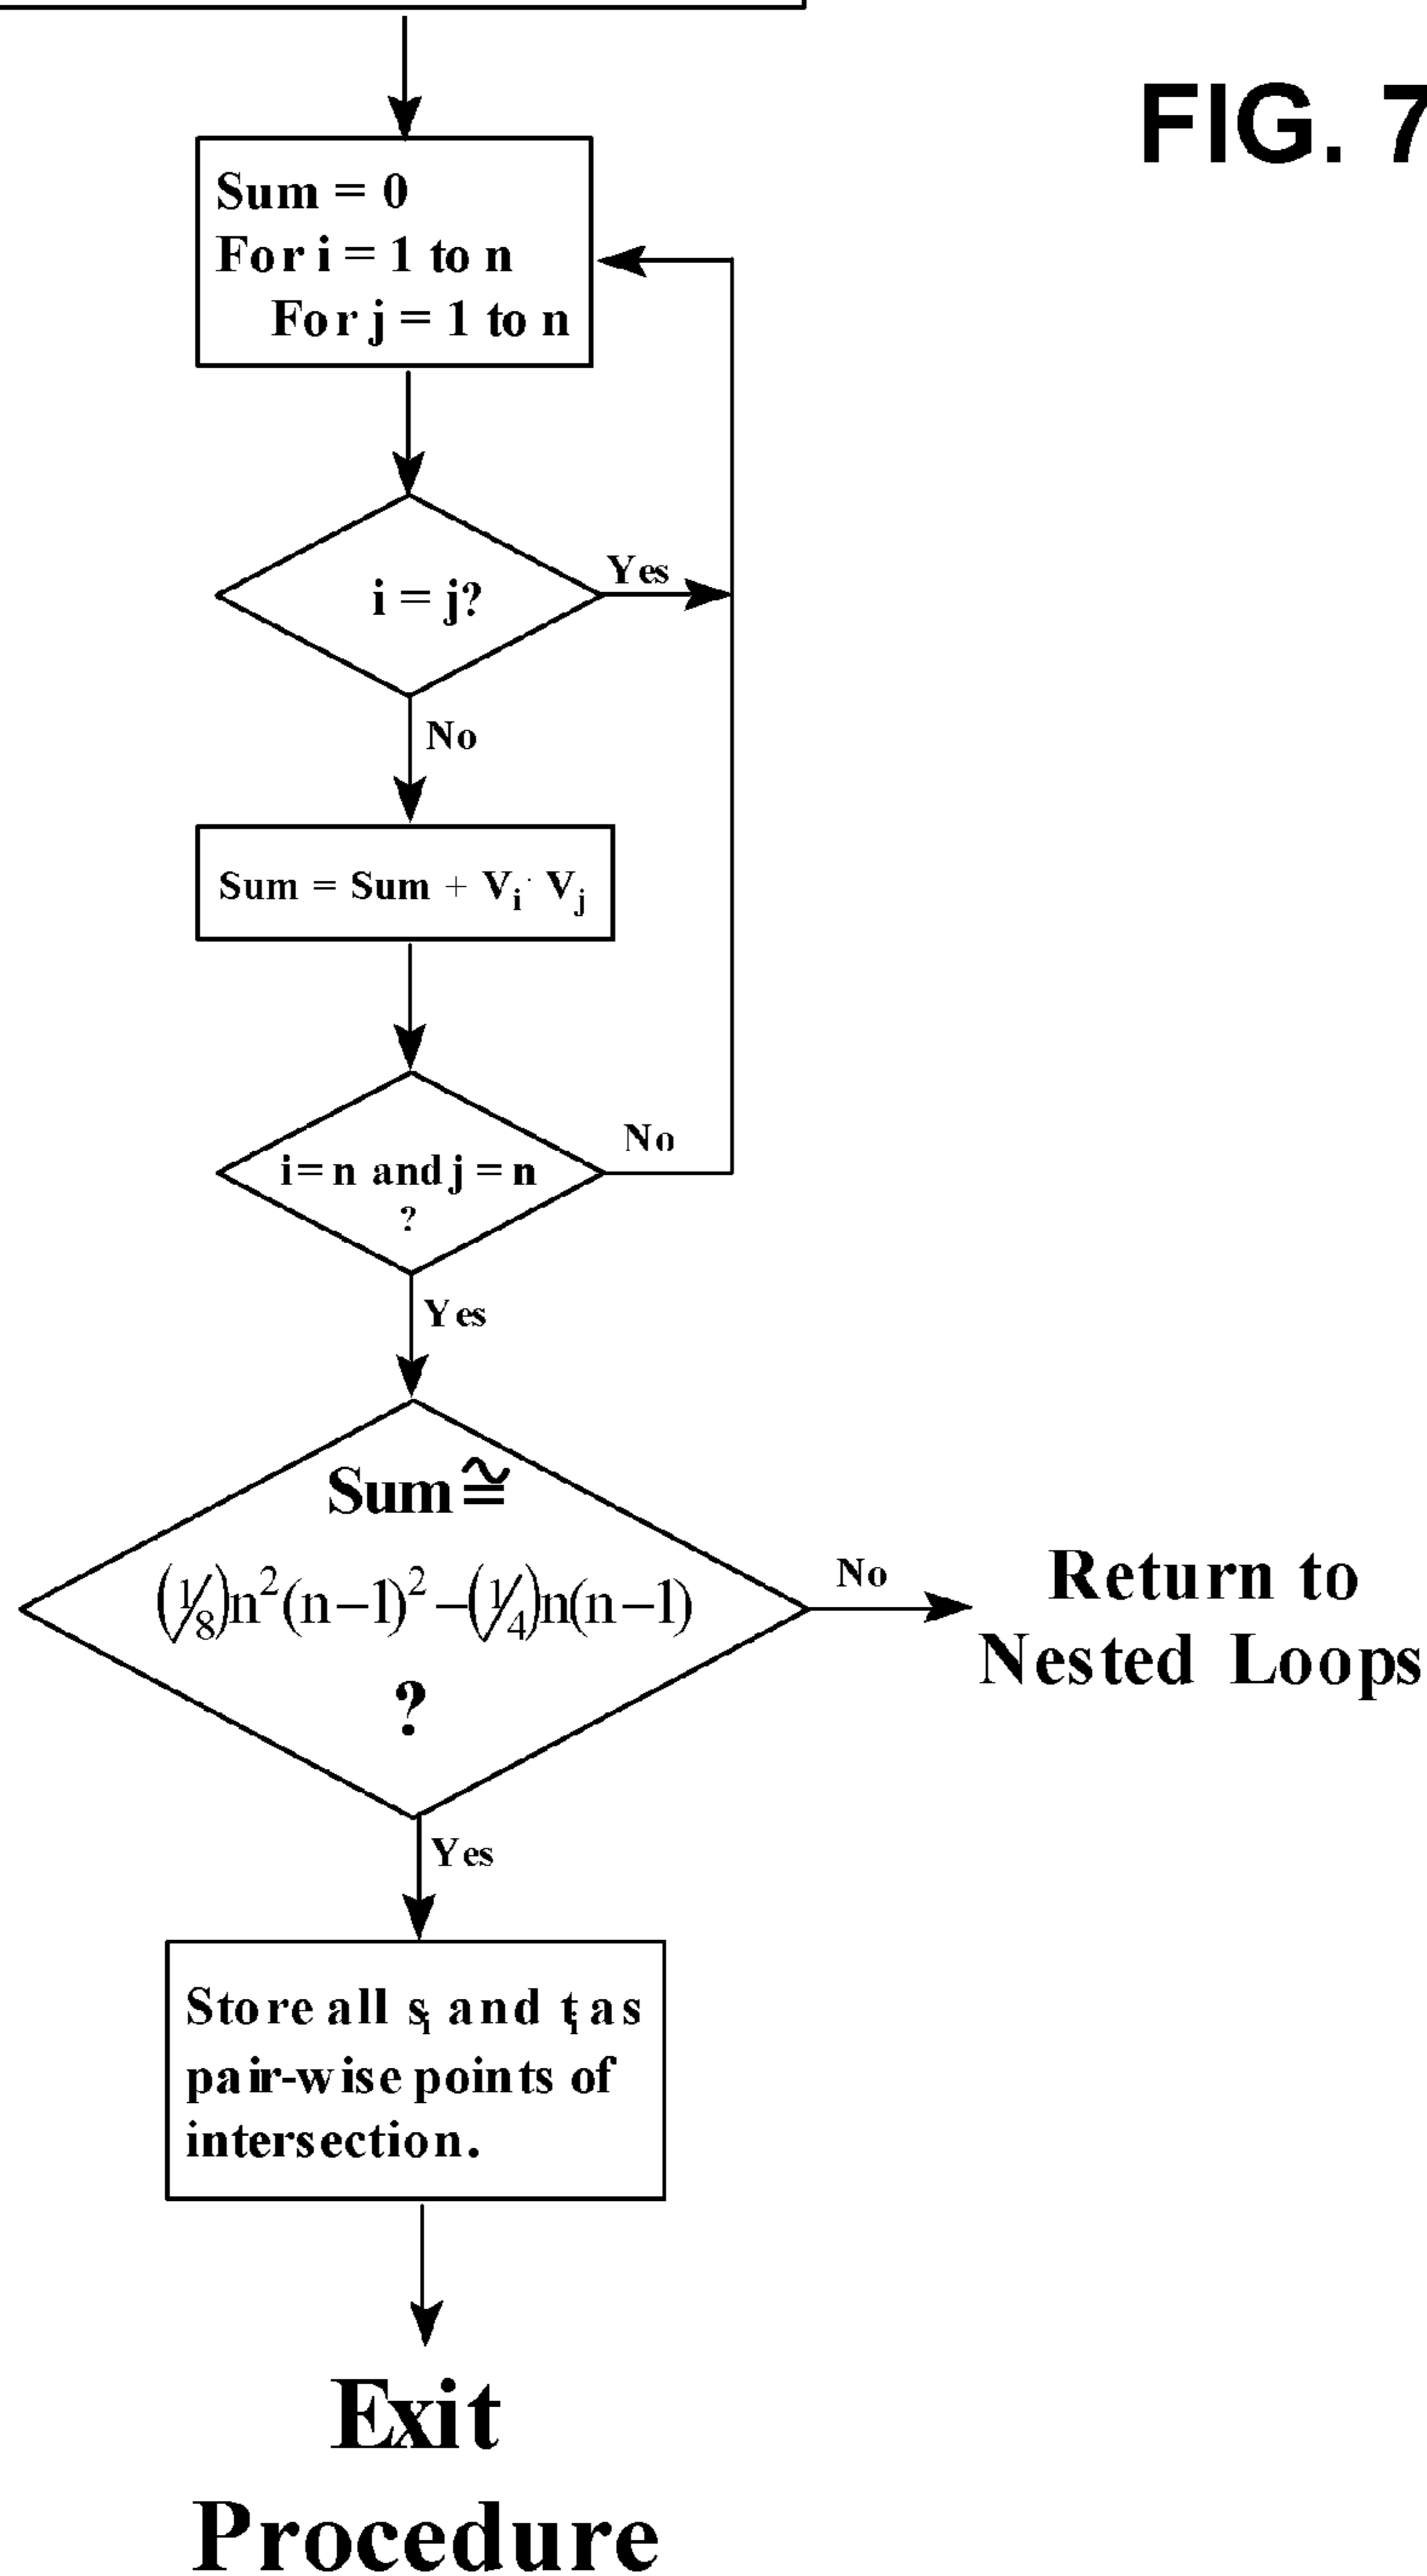 FIG. 7
Sum = 0
For i = 1 to n
For j = 1 to n
i = j?
Yes
No
Sum = Sum + Vᵢ · Vⱼ
i = n and j = n
?
No
Yes
Sum ≅
(1/8)n²(n−1)² −(1/4)n(n−1)
?
No
Return to
Nested Loops
Yes
Store all sᵢ and tᵢ as
pair-wise points of
intersection.
Exit
Procedure